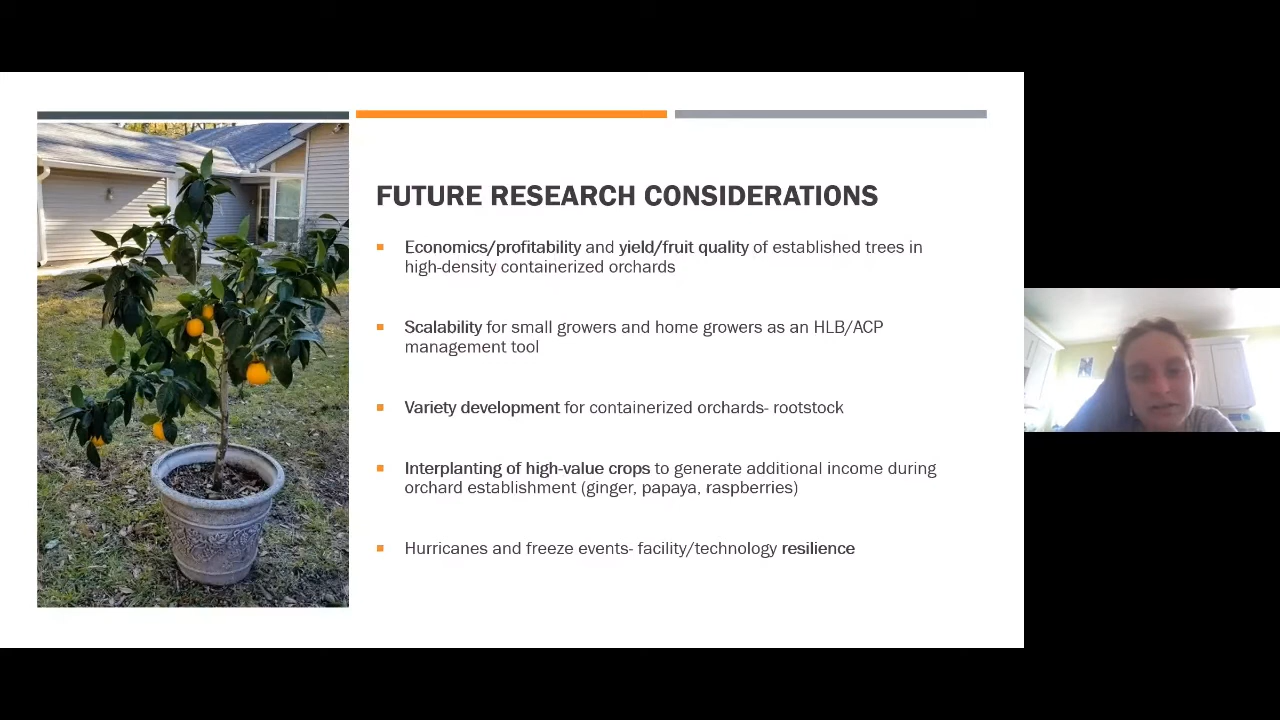 FUTURE RESEARCH CONSIDERATIONS
Economics/profitability and yield/fruit quality of established trees in
high-density containerized orchards
Scalability for small growers and home growers as an HLB/ACP
management tool
Variety development for containerized orchards- rootstock
Interplanting of high-value crops to generate additional income during
orchard establishment (ginger, papaya, raspberries)
Hurricanes and freeze events- facility/technology resilience